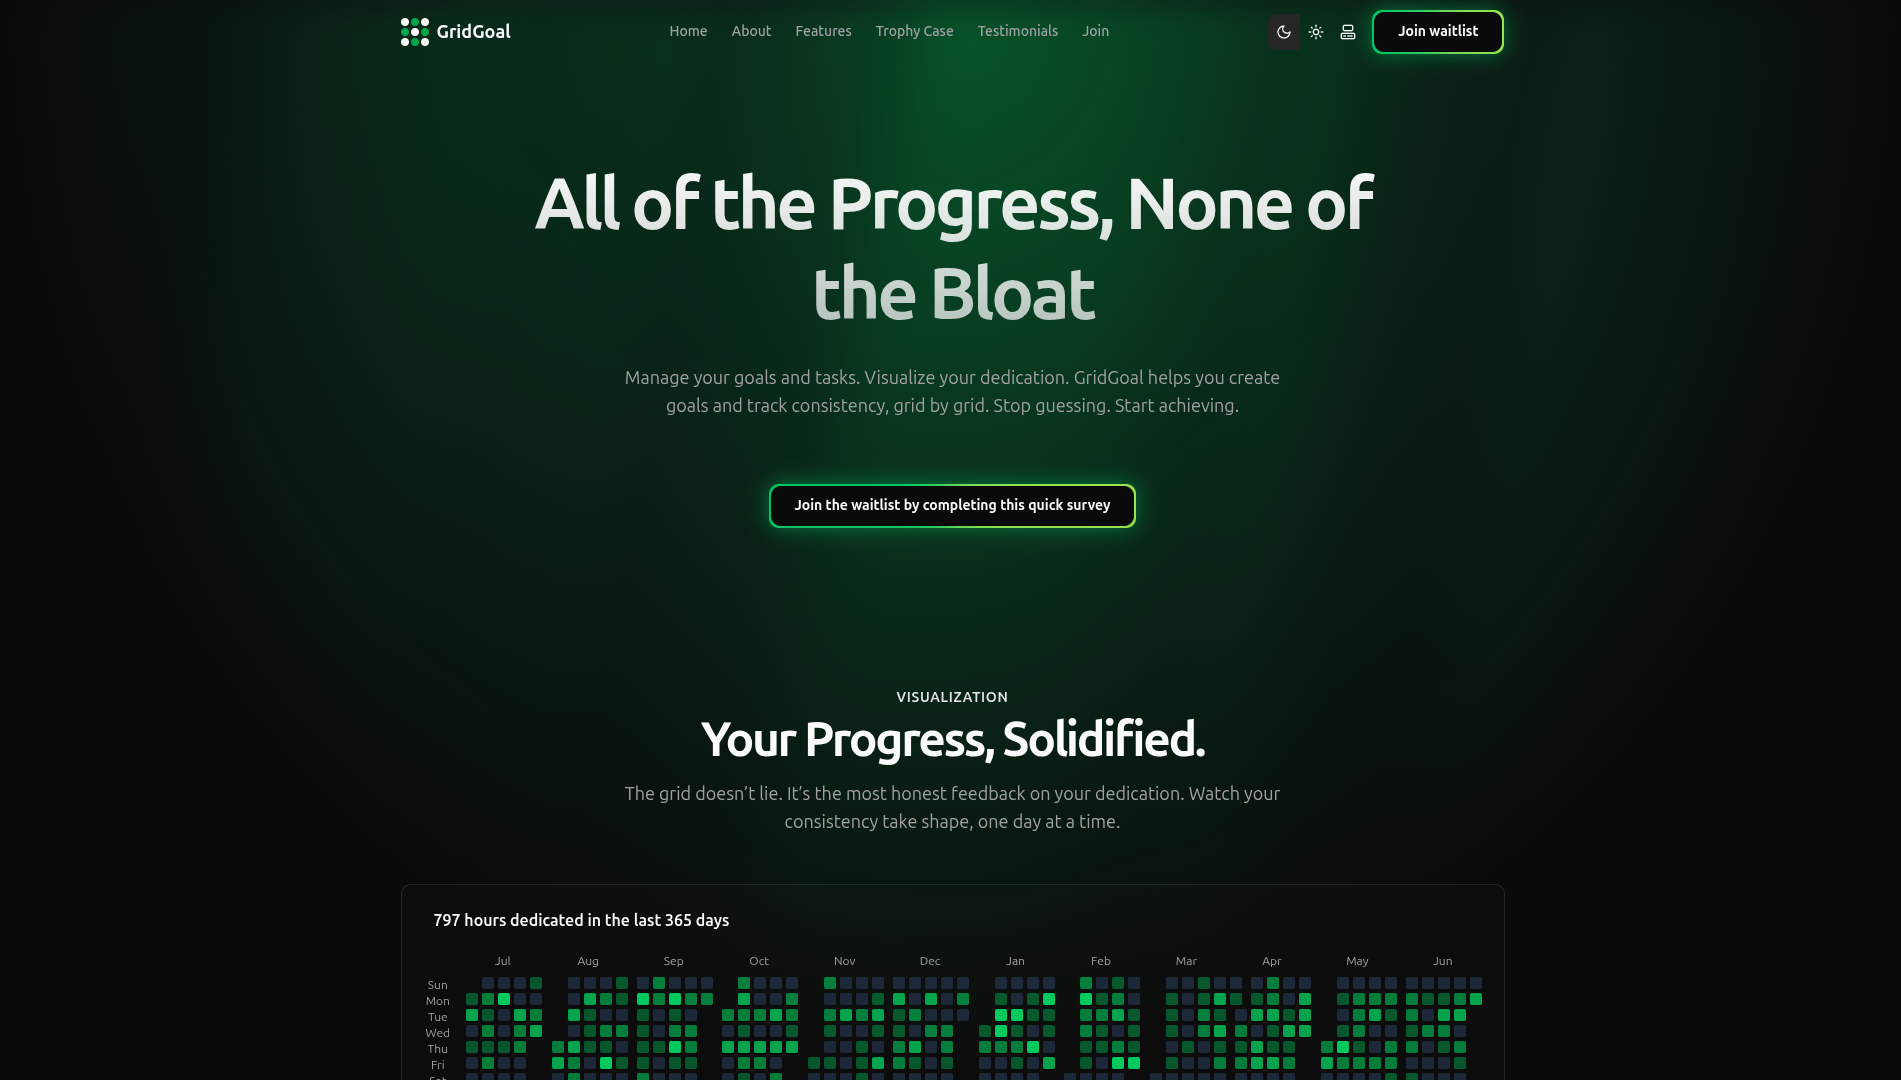 GridGoal
Home About Features Trophy Case Testimonials Join
Join waitlist
All of the Progress, None of
the Bloat
Manage your goals and tasks. Visualize your dedication. GridGoal helps you create
goals and track consistency, grid by grid. Stop guessing. Start achieving.
Join the waitlist by completing this quick survey
VISUALIZATION
Your Progress, Solidified.
The grid doesn’t lie. It’s the most honest feedback on your dedication. Watch your
consistency take shape, one day at a time.
797 hours dedicated in the last 365 days
Jul Aug Sep Oct Nov Dec Jan Feb Mar Apr May Jun
Sun
Mon
Tue
Wed
Thu
Fri
Sat